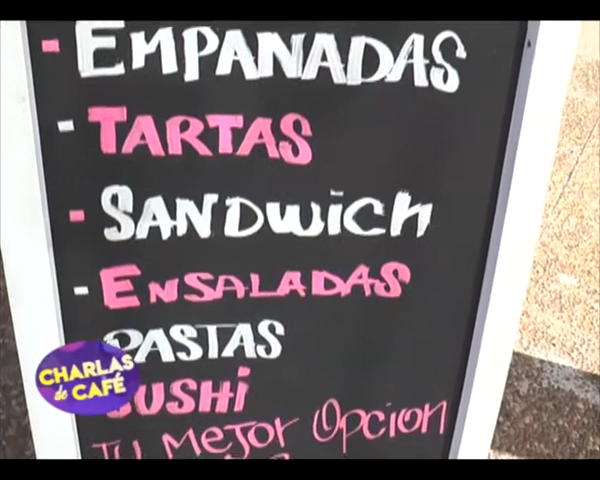 - EMPANADAS
- TARTAS
- SANDWICH
- ENSALADAS
PASTAS
SUSHI
TU MEJOR OPCION
CHARLAS
de CAFÉ